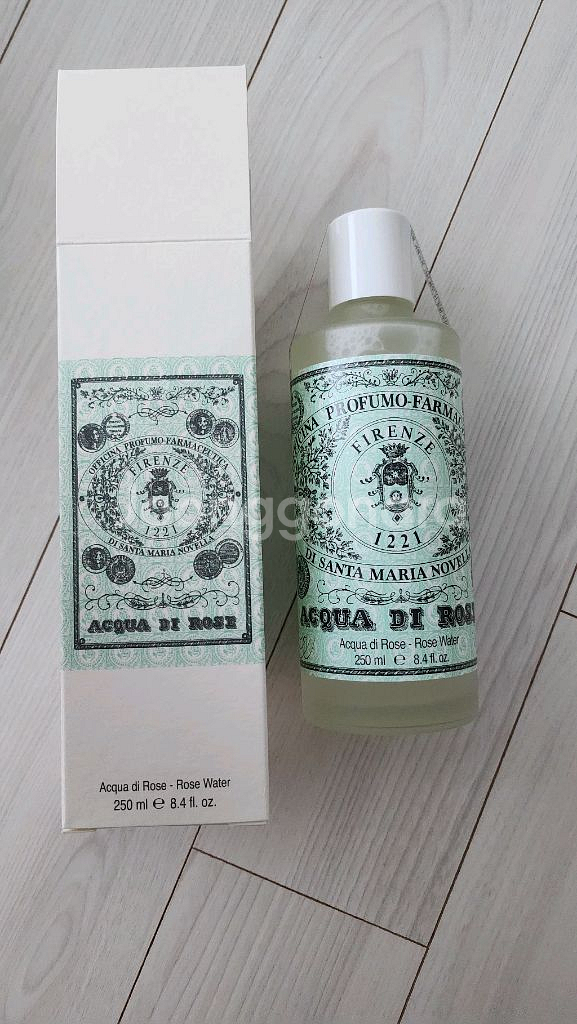 OFFICINA PROFUMO-FARMACEUTICA
FIRENZE
1221
DI SANTA MARIA NOVELLA
ACQUA DI ROSE
Acqua di Rose - Rose Water
250 ml ℮ 8.4 fl. oz.
PROFUMO-FARMA
FIRENZE
1221
DI SANTA MARIA NOVELLA
ACQUA DI ROSE
Acqua di Rose - Rose Water
250 ml ℮ 8.4 fl. oz.